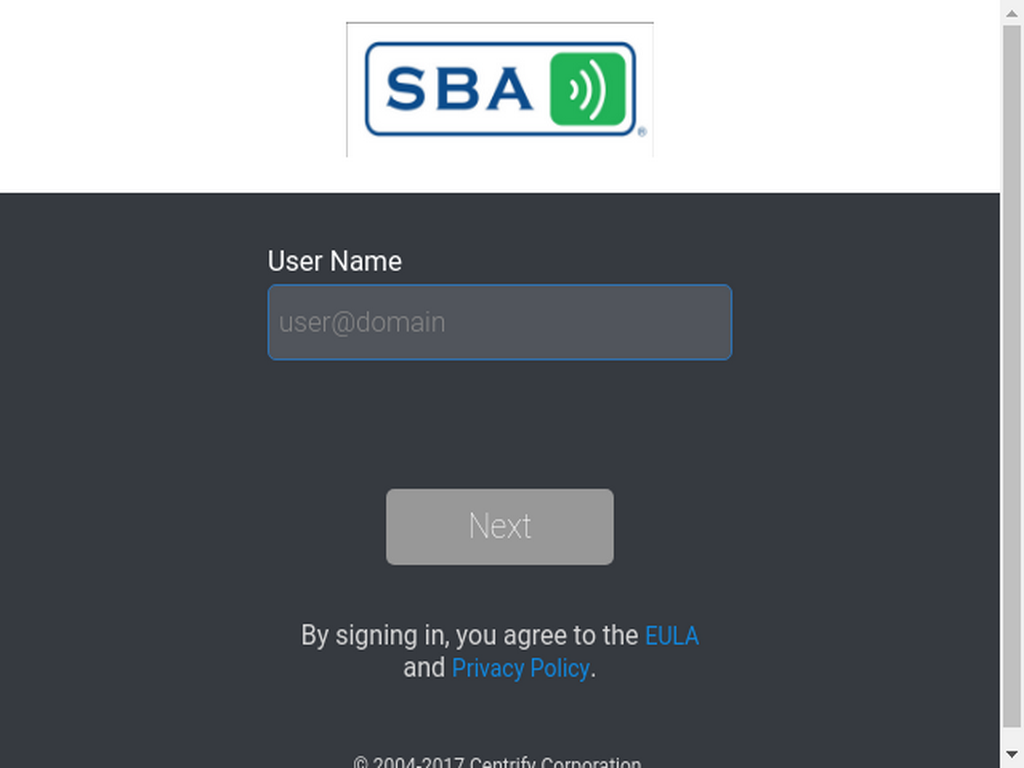 SBA
®
User Name
user@domain
Next
By signing in, you agree to the EULA
and Privacy Policy.
© 2004-2017 Centrify Corporation